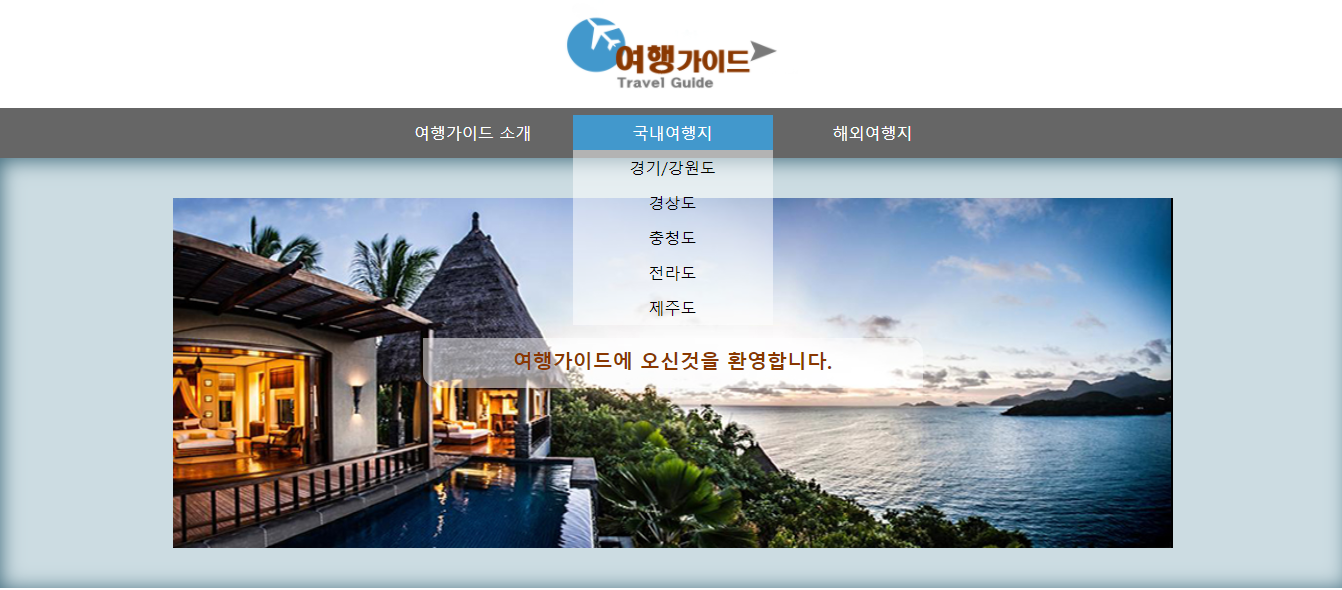 여행가이드
Travel Guide
여행가이드 소개
국내여행지
해외여행지
경기/강원도
경상도
충청도
전라도
제주도
여행가이드에 오신것을 환영합니다.